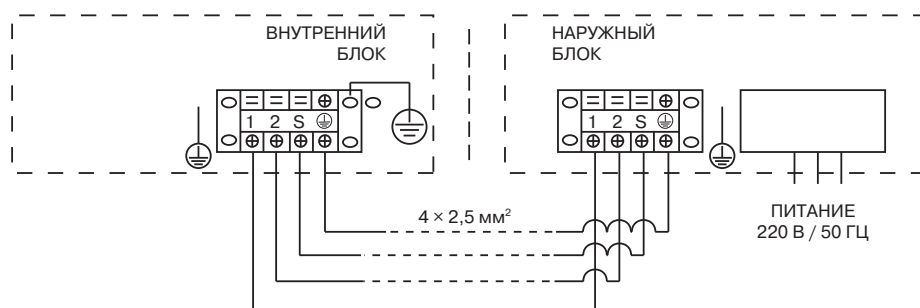 ВНУТРЕННИЙ
БЛОК
НАРУЖНЫЙ
БЛОК
1 2 S
1 2 S
4 × 2,5 мм²
ПИТАНИЕ
220 В / 50 ГЦ